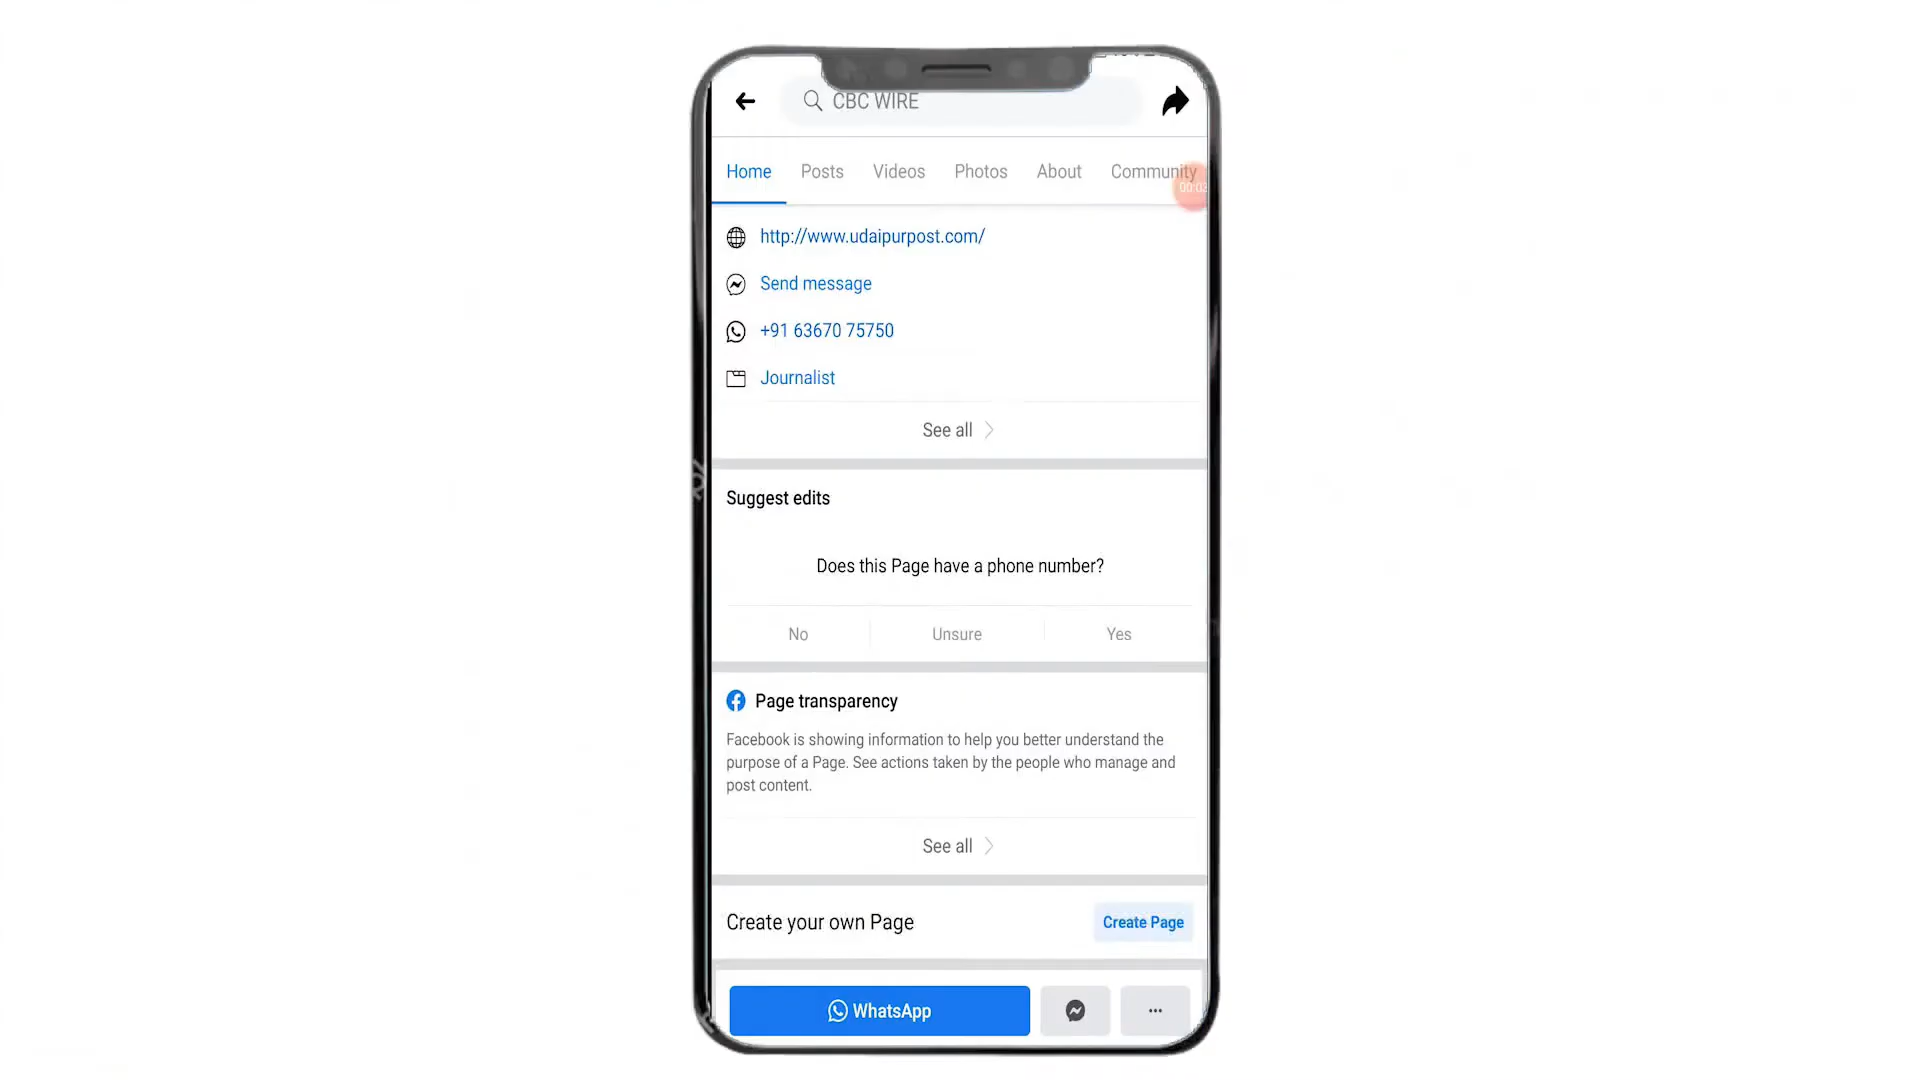 CBC WIRE
Home Posts Videos Photos About Community
00:03
http://www.udaipurpost.com/
Send message
+91 63670 75750
Journalist
See all
Suggest edits
Does this Page have a phone number?
No Unsure Yes
Page transparency
Facebook is showing information to help you better understand the
purpose of a Page. See actions taken by the people who manage and
post content.
See all
Create your own Page Create Page
WhatsApp